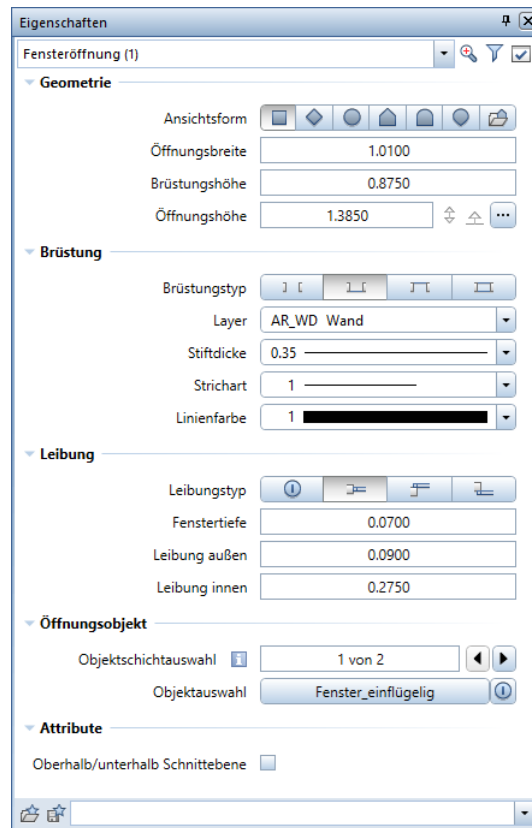 Eigenschaften
Fensteröffnung (1)
Geometrie
Ansichtsform
Öffnungsbreite 1.0100
Brüstungshöhe 0.8750
Öffnungshöhe 1.3850
Brüstung
Brüstungstyp
Layer AR_WD Wand
Stiftdicke 0.35
Strichart 1
Linienfarbe 1
Leibung
Leibungstyp
Fenstertiefe 0.0700
Leibung außen 0.0900
Leibung innen 0.2750
Öffnungsobjekt
Objektschichtauswahl 1 von 2
Objektauswahl Fenster_einflügelig
Attribute
Oberhalb/unterhalb Schnittebene